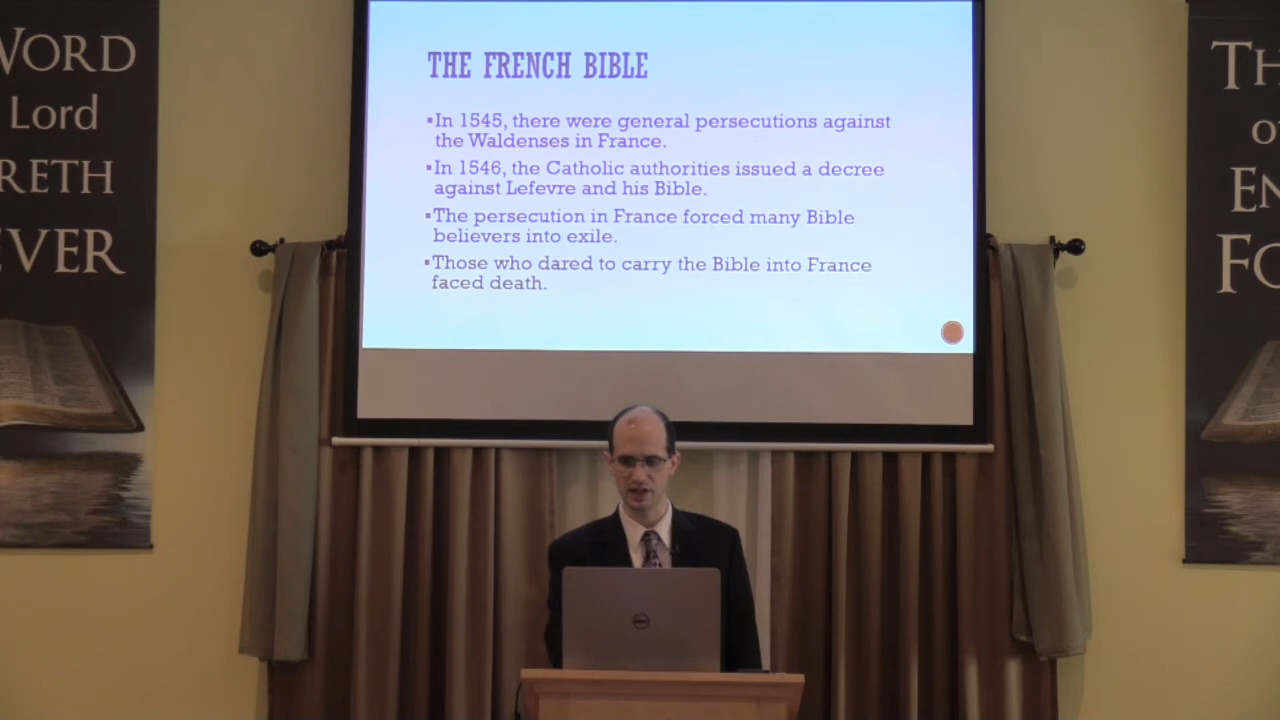 WORD
Lord
RETH
EVER
THE FRENCH BIBLE
▪In 1545, there were general persecutions against
the Waldenses in France.
▪In 1546, the Catholic authorities issued a decree
against Lefevre and his Bible.
▪The persecution in France forced many Bible
believers into exile.
▪Those who dared to carry the Bible into France
faced death.
TH
O
EN
FO
DELL